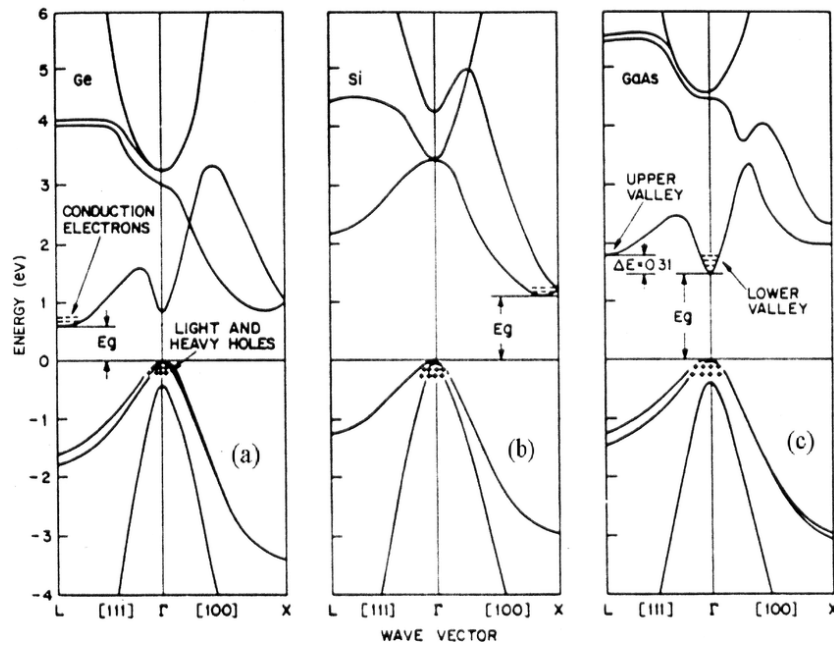 6
5
4
3
2
1
0
-1
-2
-3
-4
ENERGY (eV)
Ge
CONDUCTION
ELECTRONS
Eg
LIGHT AND
HEAVY HOLES
(a)
L [111] Γ [100] X
Si
Eg
(b)
L [111] Γ [100] X
GaAs
UPPER
VALLEY
ΔE=0.31
LOWER
VALLEY
Eg
(c)
L [111] Γ [100] X
WAVE VECTOR